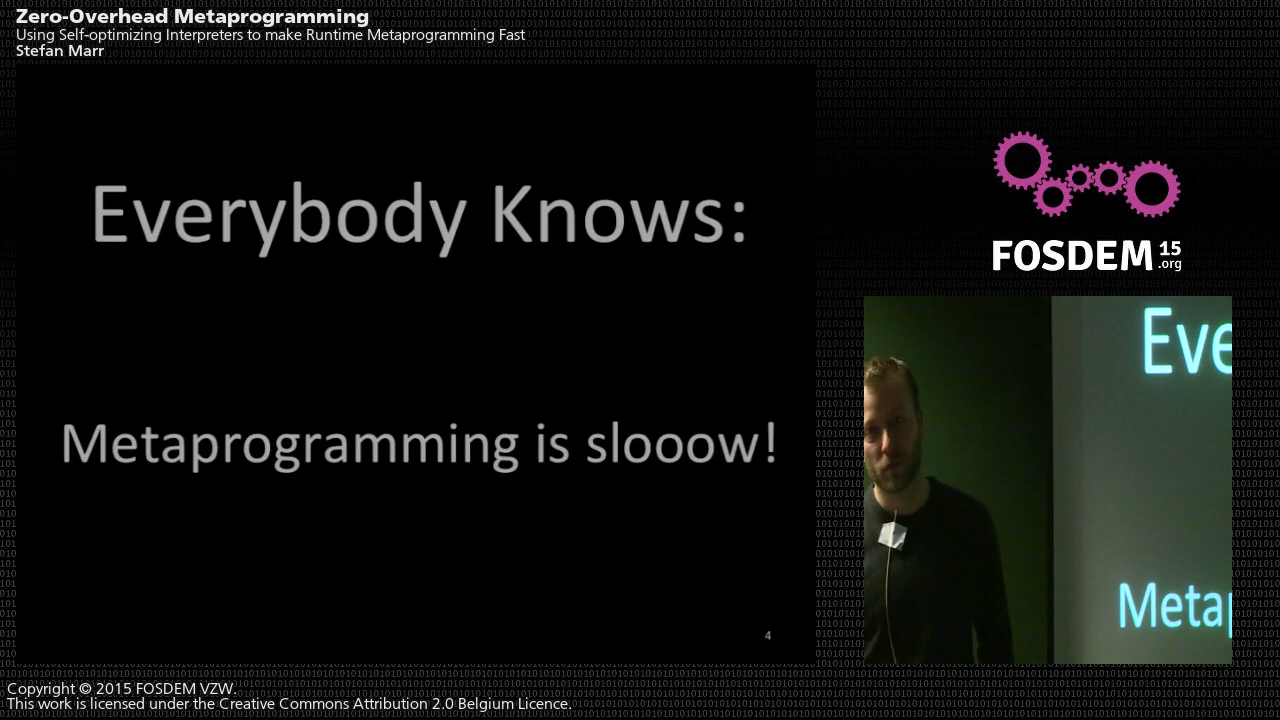 Zero-Overhead Metaprogramming
Using Self-optimizing Interpreters to make Runtime Metaprogramming Fast
Stefan Marr
Everybody Knows:
Metaprogramming is slooow!
4
FOSDEM 15
.org
Eve
Metap
Copyright © 2015 FOSDEM VZW.
This work is licensed under the Creative Commons Attribution 2.0 Belgium Licence.